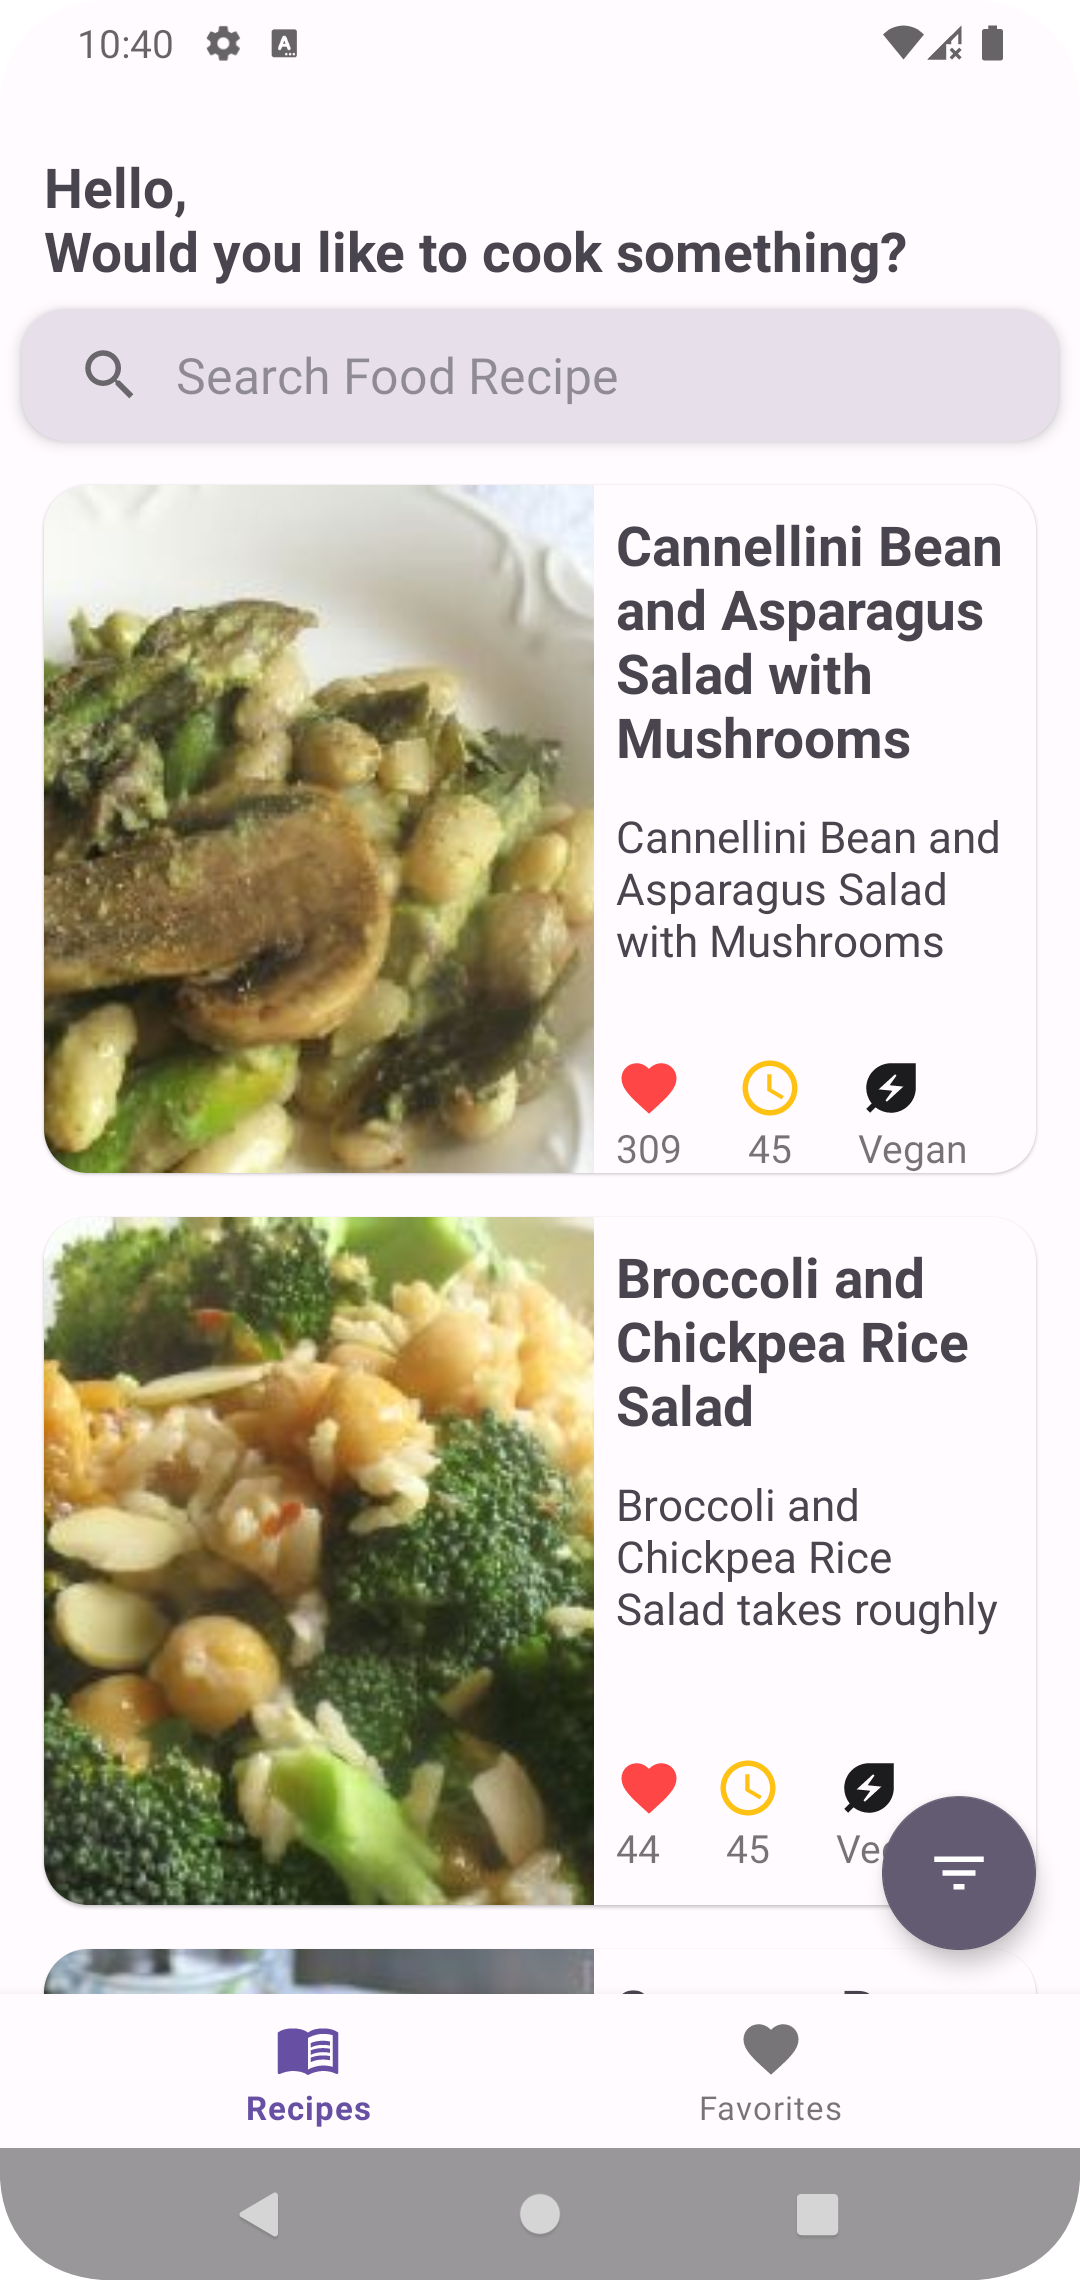 10:40
Hello,
Would you like to cook something?
Search Food Recipe
Cannellini Bean
and Asparagus
Salad with
Mushrooms
Cannellini Bean and
Asparagus Salad
with Mushrooms
309 45 Vegan
Broccoli and
Chickpea Rice
Salad
Broccoli and
Chickpea Rice
Salad takes roughly
44 45
Recipes Favorites